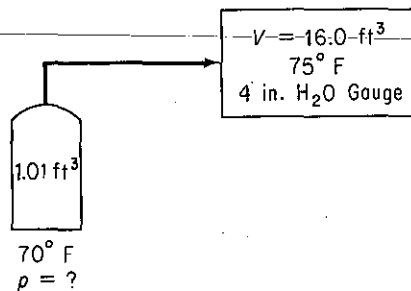 V = 16.0 ft³
75° F
4 in. H₂O Gauge
1.01 ft³
70° F
p = ?